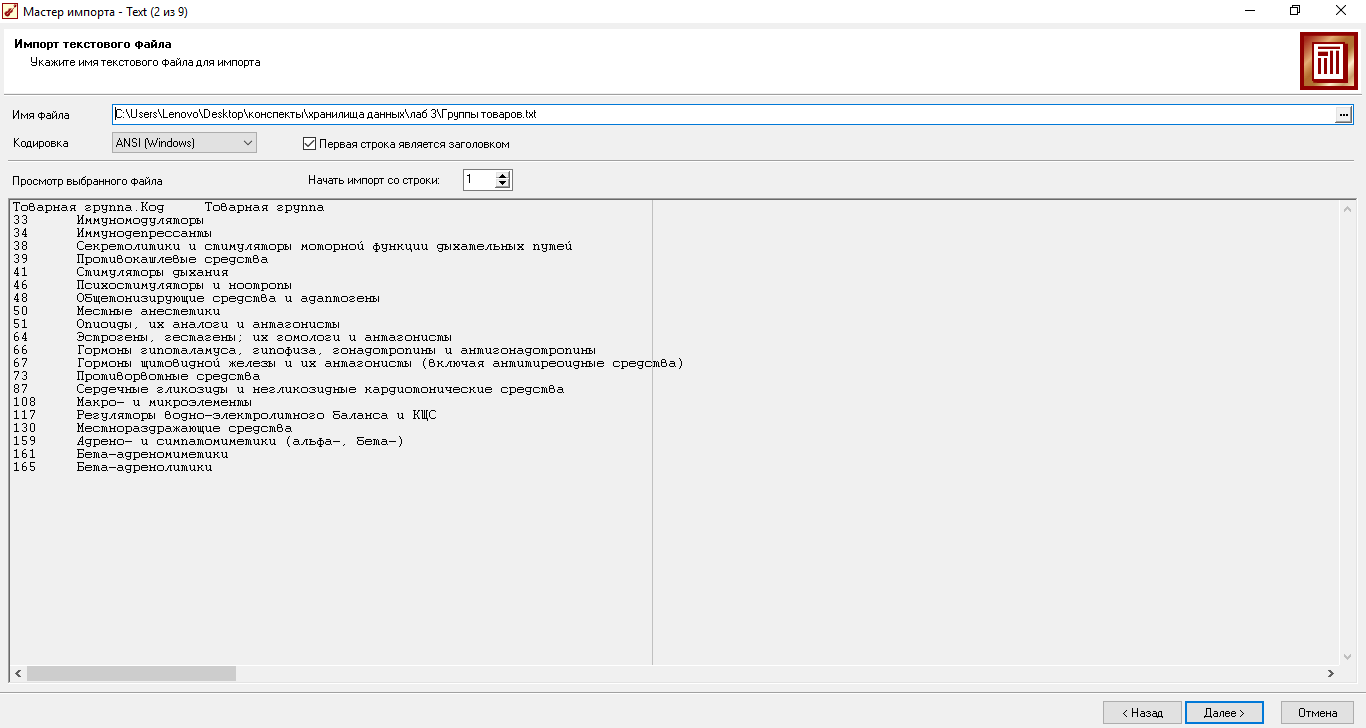 Мастер импорта - Text (2 из 9)
Импорт текстового файла
Укажите имя текстового файла для импорта
Имя файла C:\Users\Lenovo\Desktop\конспекты\хранилища данных\лаб 3\Группы товаров.txt ...
Кодировка ANSI (Windows) Первая строка является заголовком
Просмотр выбранного файла Начать импорт со строки: 1
Товарная группа.Код Товарная группа
33 Иммуномодуляторы
34 Иммунодепрессанты
38 Секретолитики и стимуляторы моторной функции дыхательных путей
39 Противокашлевые средства
41 Стимуляторы дыхания
46 Психостимуляторы и ноотропы
48 Общетонизирующие средства и адаптогены
50 Местные анестетики
51 Опиоиды, их аналоги и антагонисты
64 Эстрогены, гестагены; их гомологи и антагонисты
66 Гормоны гипоталамуса, гипофиза, гонадотропины и антигонадотропины
67 Гормоны щитовидной железы и их антагонисты (включая антитиреоидные средства)
73 Противорвотные средства
87 Сердечные гликозиды и негликозидные кардиотонические средства
108 Макро- и микроэлементы
117 Регуляторы водно-электролитного баланса и КЩС
130 Местнораздражающие средства
159 Адрено- и симпатомиметики (альфа-, бета-)
161 Бета-адреномиметики
165 Бета-адренолитики
< Назад Далее > Отмена